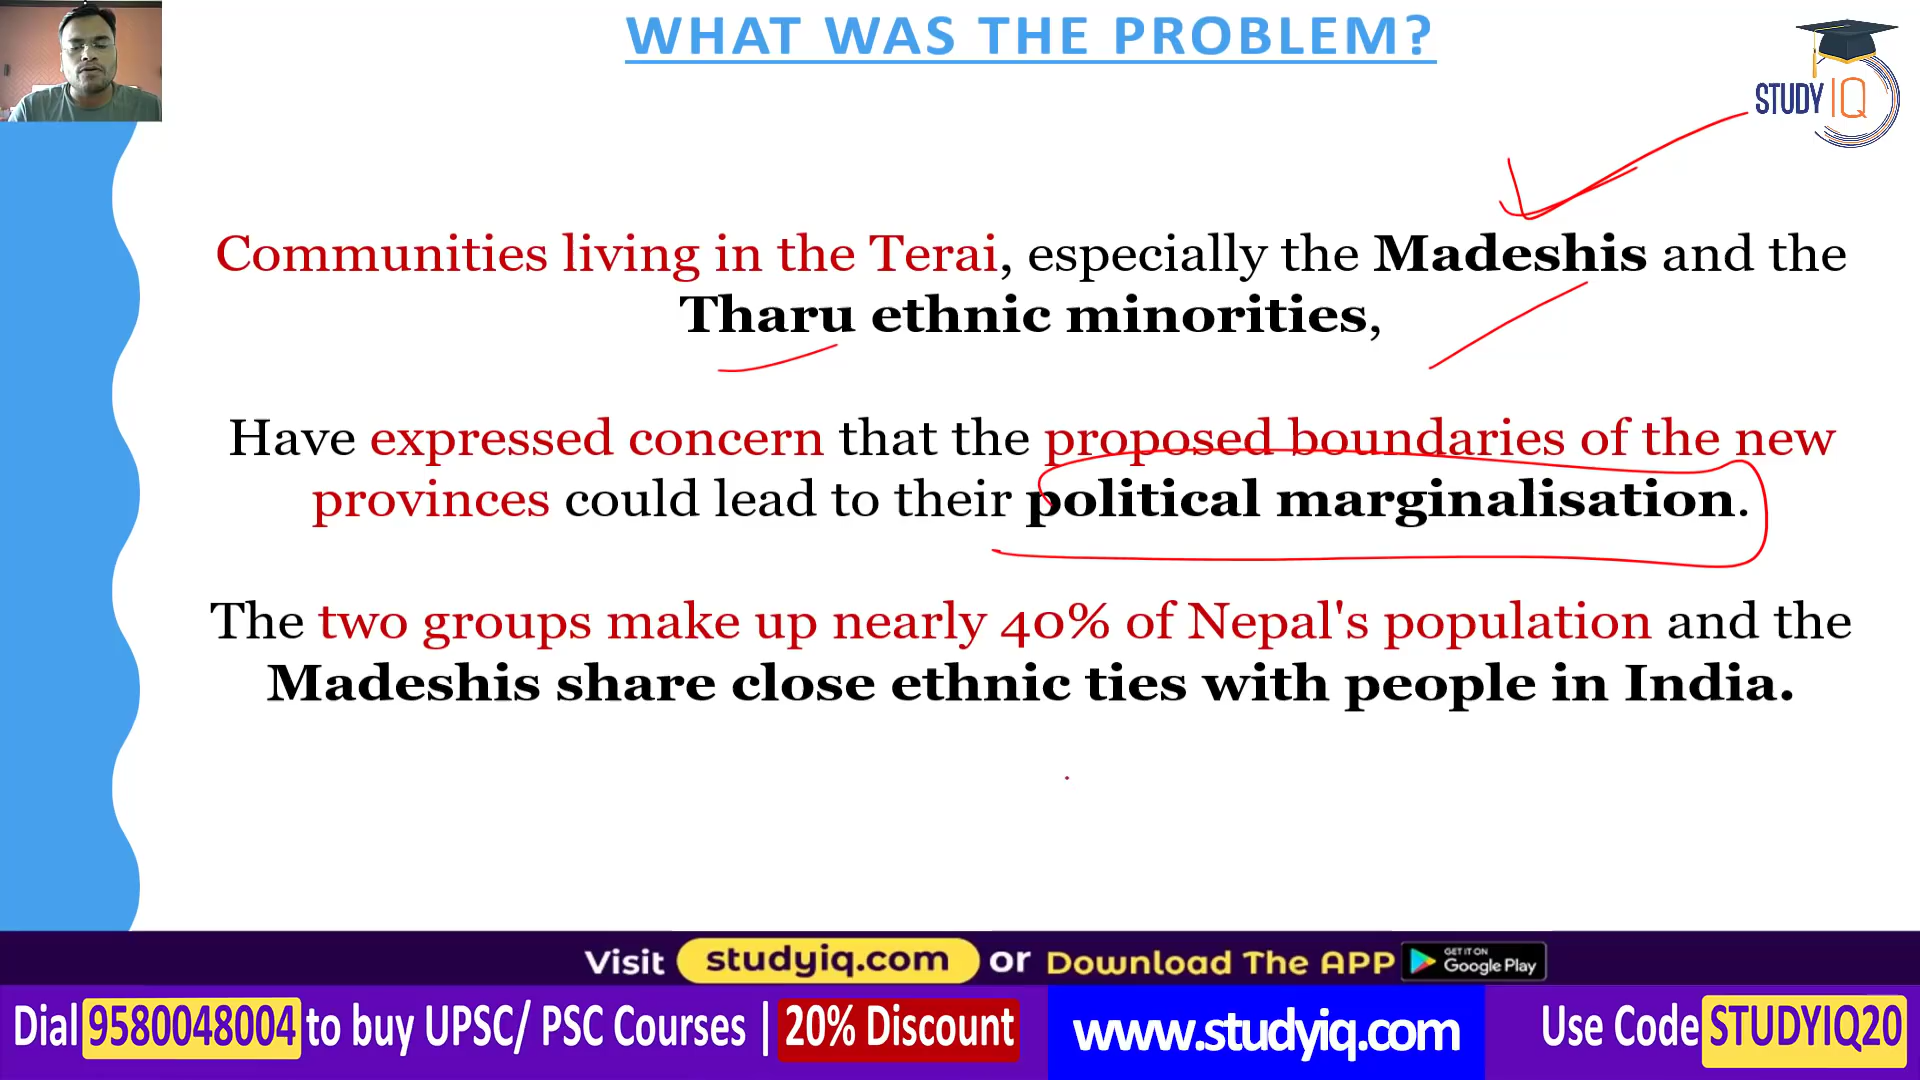 WHAT WAS THE PROBLEM?
STUDY IQ
Communities living in the Terai, especially the Madeshis and the
Tharu ethnic minorities,
Have expressed concern that the proposed boundaries of the new
provinces could lead to their political marginalisation.
The two groups make up nearly 40% of Nepal's population and the
Madeshis share close ethnic ties with people in India.
Visit studyiq.com or Download The APP GET IT ON Google Play
Dial 9580048004 to buy UPSC/ PSC Courses | 20% Discount www.studyiq.com Use Code STUDYIQ20